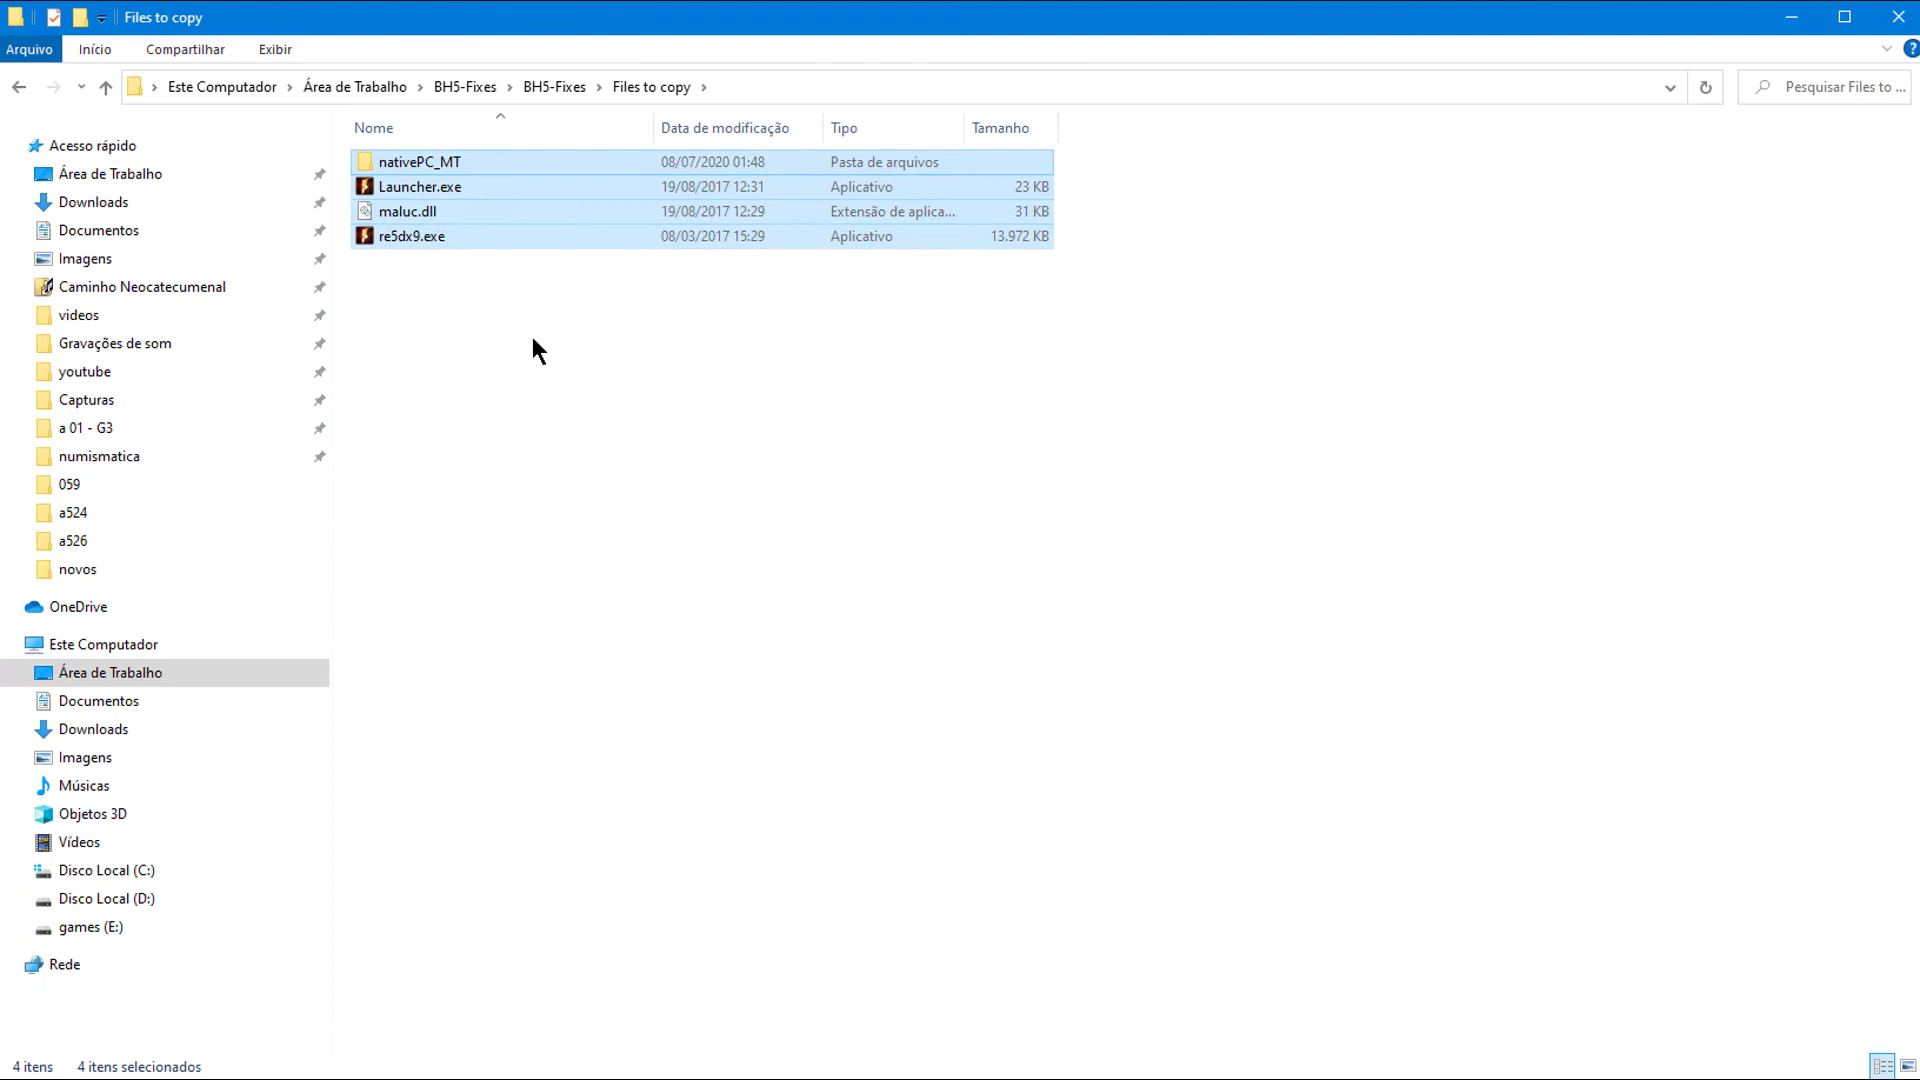 Files to copy
Arquivo Início Compartilhar Exibir
Este Computador Área de Trabalho BH5-Fixes BH5-Fixes Files to copy
Pesquisar Files to ...
Nome Data de modificação Tipo Tamanho
nativePC_MT 08/07/2020 01:48 Pasta de arquivos
Launcher.exe 19/08/2017 12:31 Aplicativo 23 KB
maluc.dll 19/08/2017 12:29 Extensão de aplica... 31 KB
re5dx9.exe 08/03/2017 15:29 Aplicativo 13.972 KB
Acesso rápido
Área de Trabalho
Downloads
Documentos
Imagens
Caminho Neocatecumenal
videos
Gravações de som
youtube
Capturas
a 01 - G3
numismatica
059
a524
a526
novos
OneDrive
Este Computador
Área de Trabalho
Documentos
Downloads
Imagens
Músicas
Objetos 3D
Vídeos
Disco Local (C:)
Disco Local (D:)
games (E:)
Rede
4 itens 4 itens selecionados